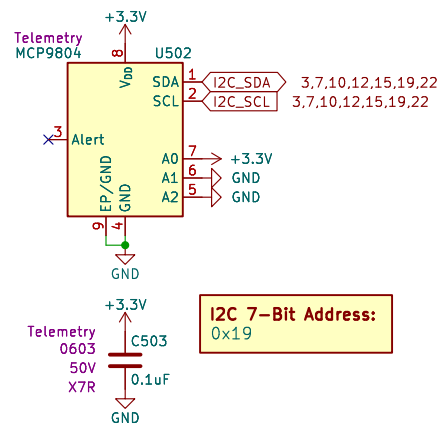 +3.3V
Telemetry
MCP9804
8
U502
VDD
SDA 1 I2C_SDA 3,7,10,12,15,19,22
SCL 2 I2C_SCL 3,7,10,12,15,19,22
3 Alert
A0 7 +3.3V
A1 6 GND
A2 5 GND
EP/GND
GND
9 4
GND
+3.3V
Telemetry
0603
50V
X7R
C503
0.1uF
GND
I2C 7-Bit Address:
0x19